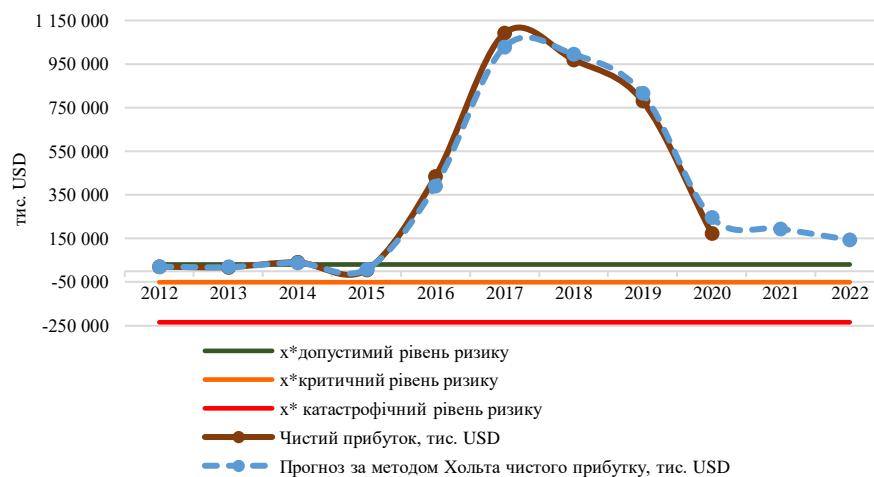 1 150 000
950 000
750 000
550 000
350 000
150 000
-50 000
-250 000
тис. USD
2012 2013 2014 2015 2016 2017 2018 2019 2020 2021 2022
х*допустимий рівень ризику
х*критичний рівень ризику
х* катастрофічний рівень ризику
Чистий прибуток, тис. USD
Прогноз за методом Хольта чистого прибутку, тис. USD